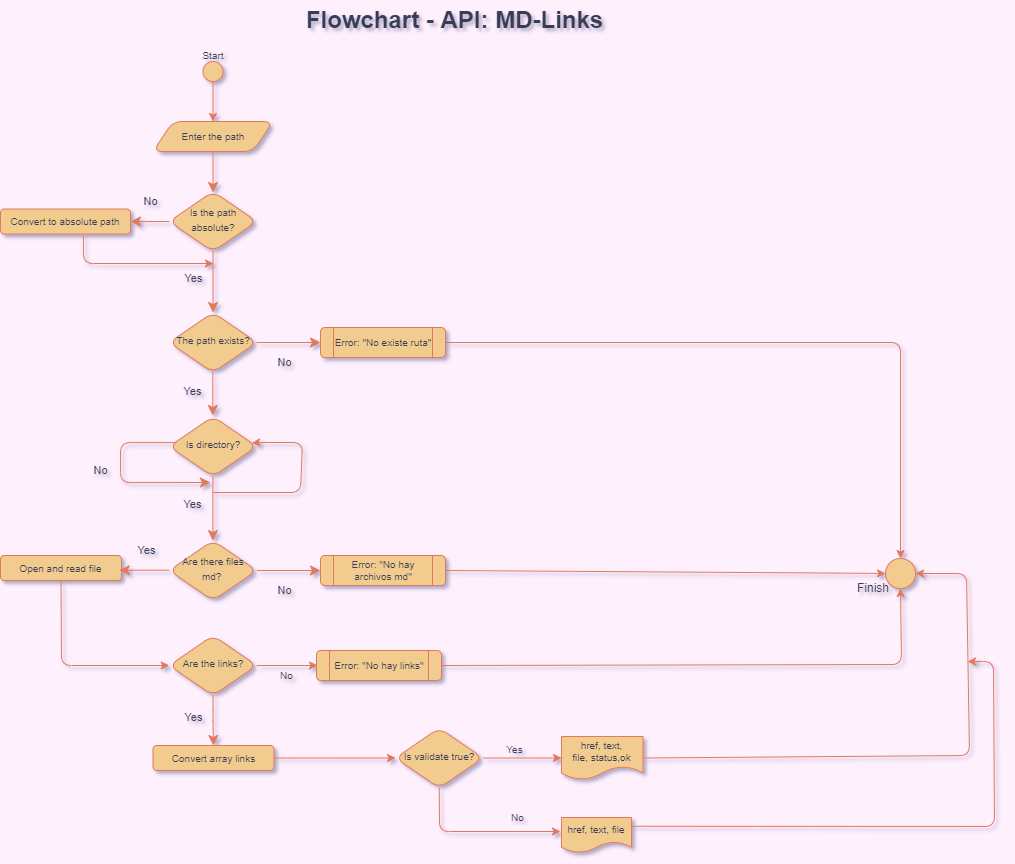 Flowchart - API: MD-Links
Start
Enter the path
Is the path
absolute?
No
Convert to absolute path
Yes
The path exists?
No
Error: "No existe ruta"
Yes
Is directory?
No
Yes
Are there files
md?
Yes
Open and read file
No
Error: "No hay
archivos md"
Finish
Are the links?
No
Error: "No hay links"
Yes
Convert array links
Is validate true?
Yes
href, text,
file, status,ok
No
href, text, file